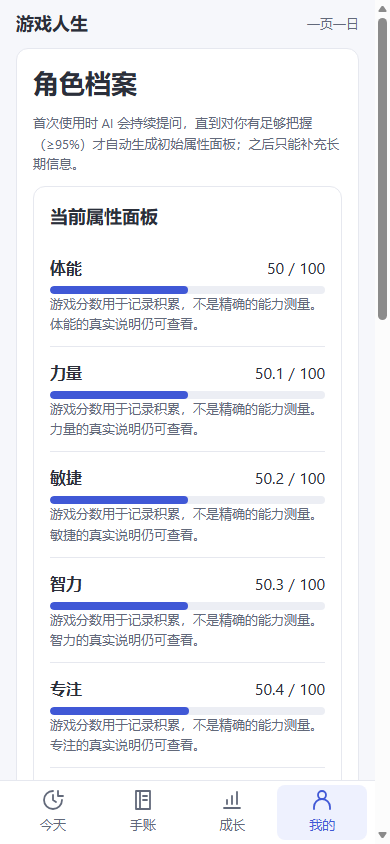 游戏人生
一页一日
角色档案
首次使用时 AI 会持续提问，直到对你有足够把握
（≥95%）才自动生成初始属性面板；之后只能补充长
期信息。
当前属性面板
体能
50 / 100
游戏分数用于记录积累，不是精确的能力测量。
体能的真实说明仍可查看。
力量
50.1 / 100
游戏分数用于记录积累，不是精确的能力测量。
力量的真实说明仍可查看。
敏捷
50.2 / 100
游戏分数用于记录积累，不是精确的能力测量。
敏捷的真实说明仍可查看。
智力
50.3 / 100
游戏分数用于记录积累，不是精确的能力测量。
智力的真实说明仍可查看。
专注
50.4 / 100
游戏分数用于记录积累，不是精确的能力测量。
专注的真实说明仍可查看。
今天
手账
成长
我的